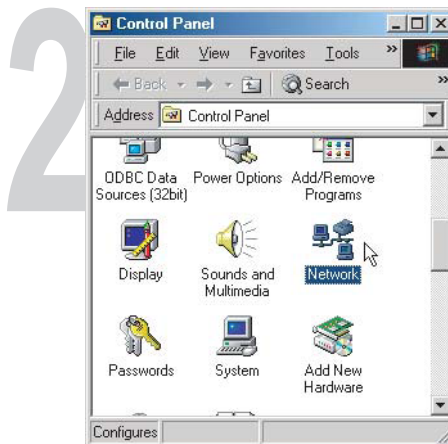 2
Control Panel
File Edit View Favorites Tools »
Back Search »
Address Control Panel
ODBC Data Sources (32bit)
Power Options
Add/Remove Programs
Display
Sounds and Multimedia
Network
Passwords
System
Add New Hardware
Configures